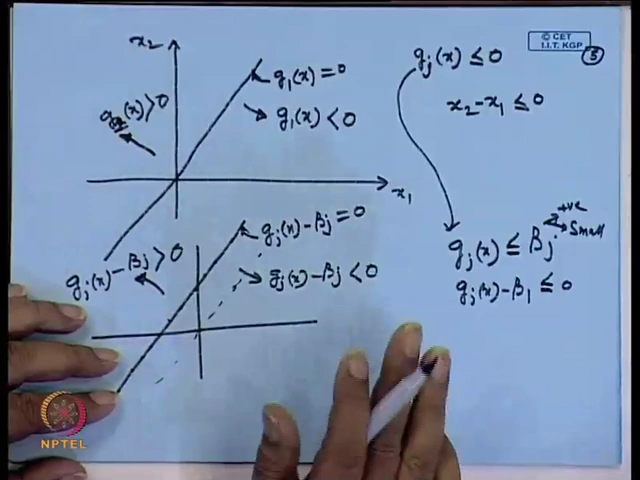 © CET
I.I.T. KGP
5
x₂
g₁(x) = 0
g₁(x) < 0
(x) > 0
x₁
gⱼ(x) ≤ 0
x₂ - x₁ ≤ 0
gⱼ(x) - βⱼ = 0
gⱼ(x) - βⱼ < 0
gⱼ(x) - βⱼ > 0
+ve
Small
gⱼ(x) ≤ βⱼ
gⱼ(x) - β₁ ≤ 0
NPTEL